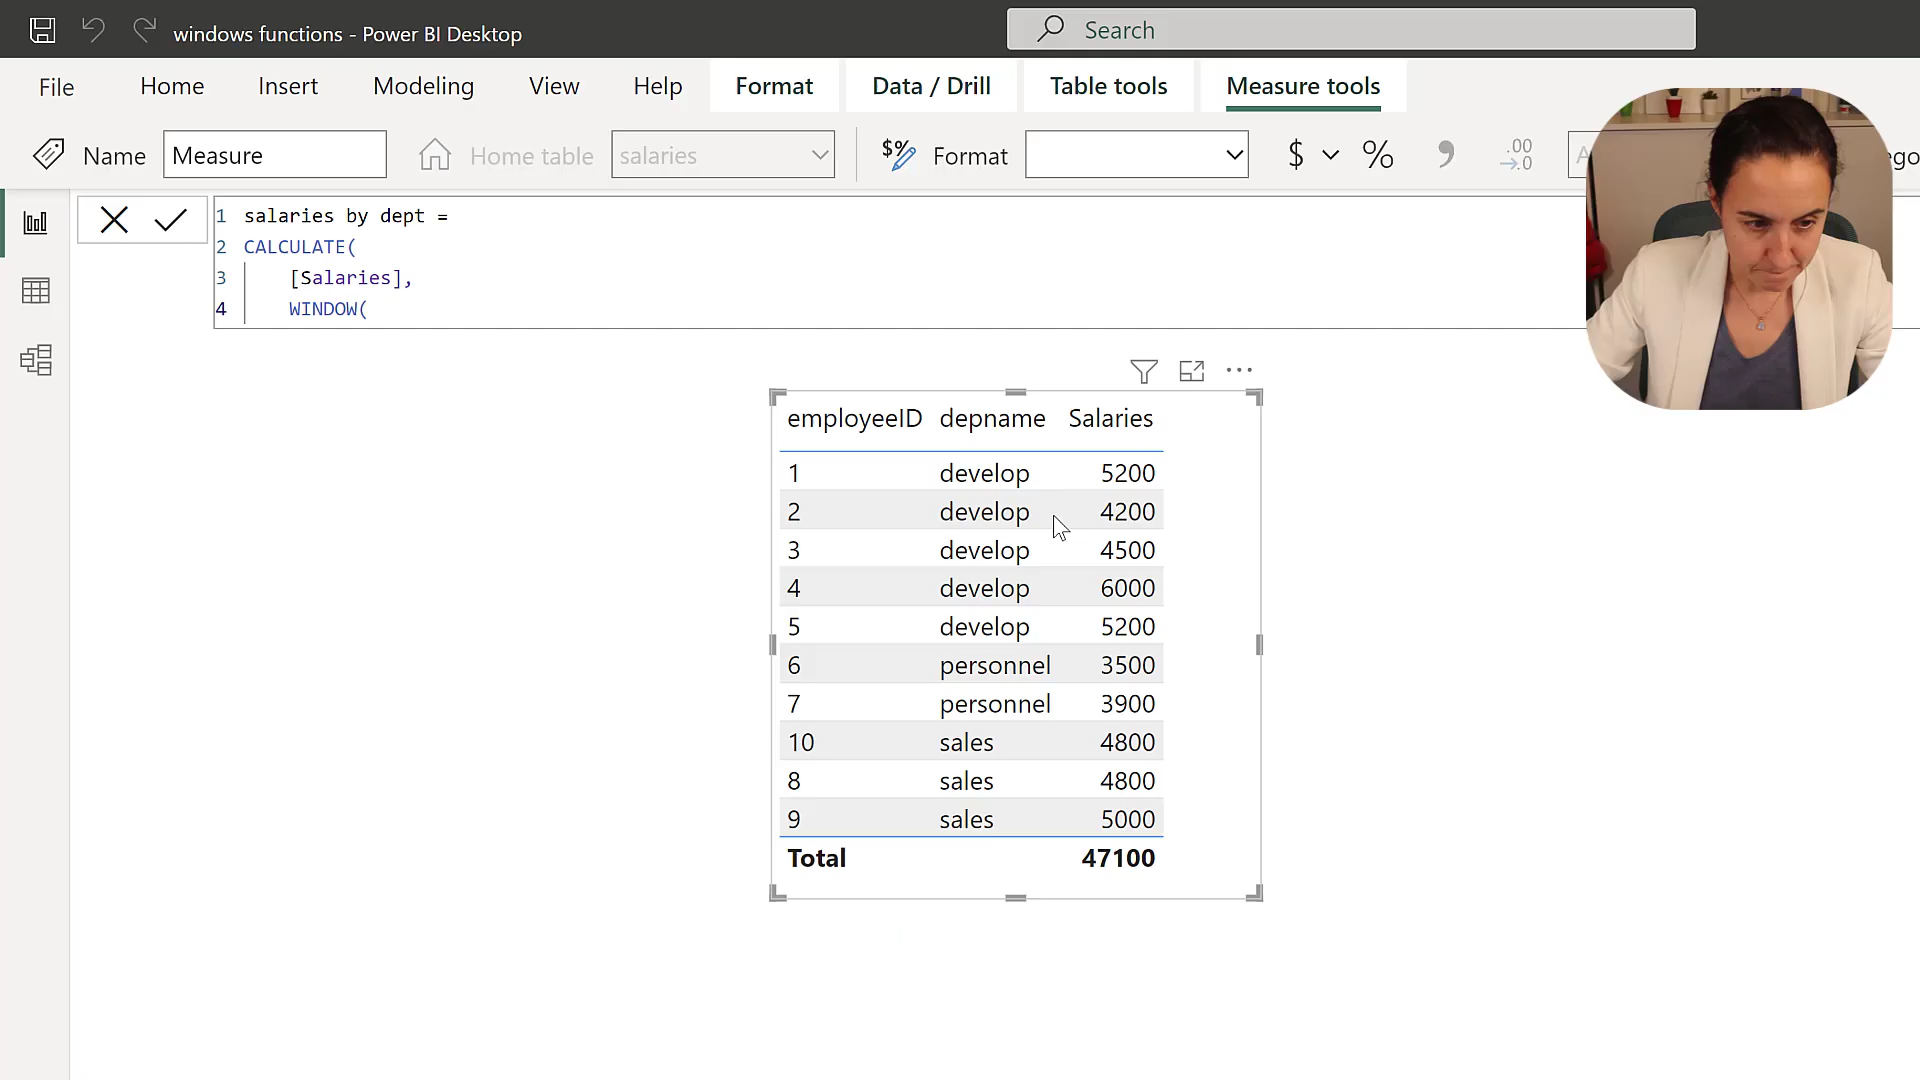 windows functions - Power BI Desktop
Search
File Home Insert Modeling View Help Format Data / Drill Table tools Measure tools
Name Measure Home table salaries $% Format $ % .00 .0
1 salaries by dept =
2 CALCULATE(
3 [Salaries],
4 WINDOW(
employeeID depname Salaries
1 develop 5200
2 develop 4200
3 develop 4500
4 develop 6000
5 develop 5200
6 personnel 3500
7 personnel 3900
10 sales 4800
8 sales 4800
9 sales 5000
Total 47100